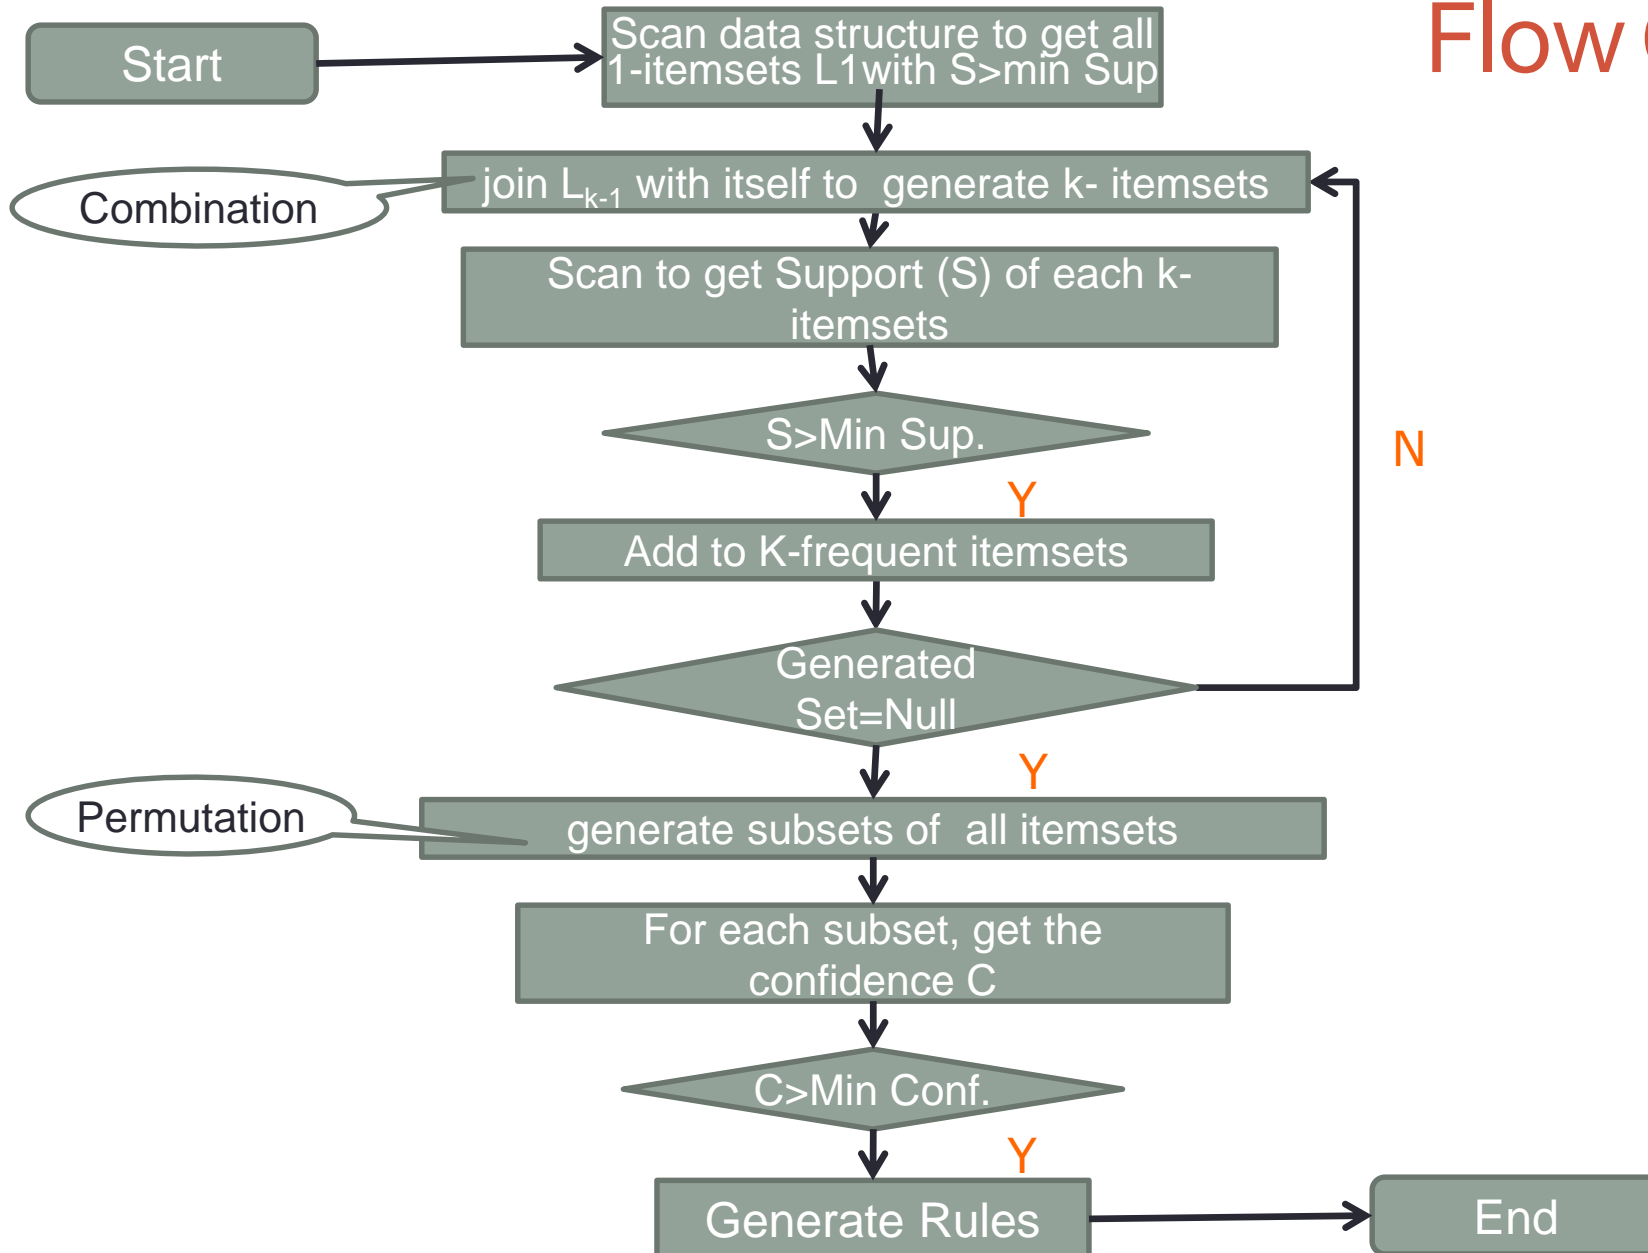 Flow
Start
Scan data structure to get all
1-itemsets L1with S>min Sup
join Lk-1 with itself to generate k- itemsets
Combination
Scan to get Support (S) of each k-
itemsets
S>Min Sup.
N
Y
Add to K-frequent itemsets
Generated
Set=Null
Y
Permutation
generate subsets of all itemsets
For each subset, get the
confidence C
C>Min Conf.
Y
Generate Rules
End